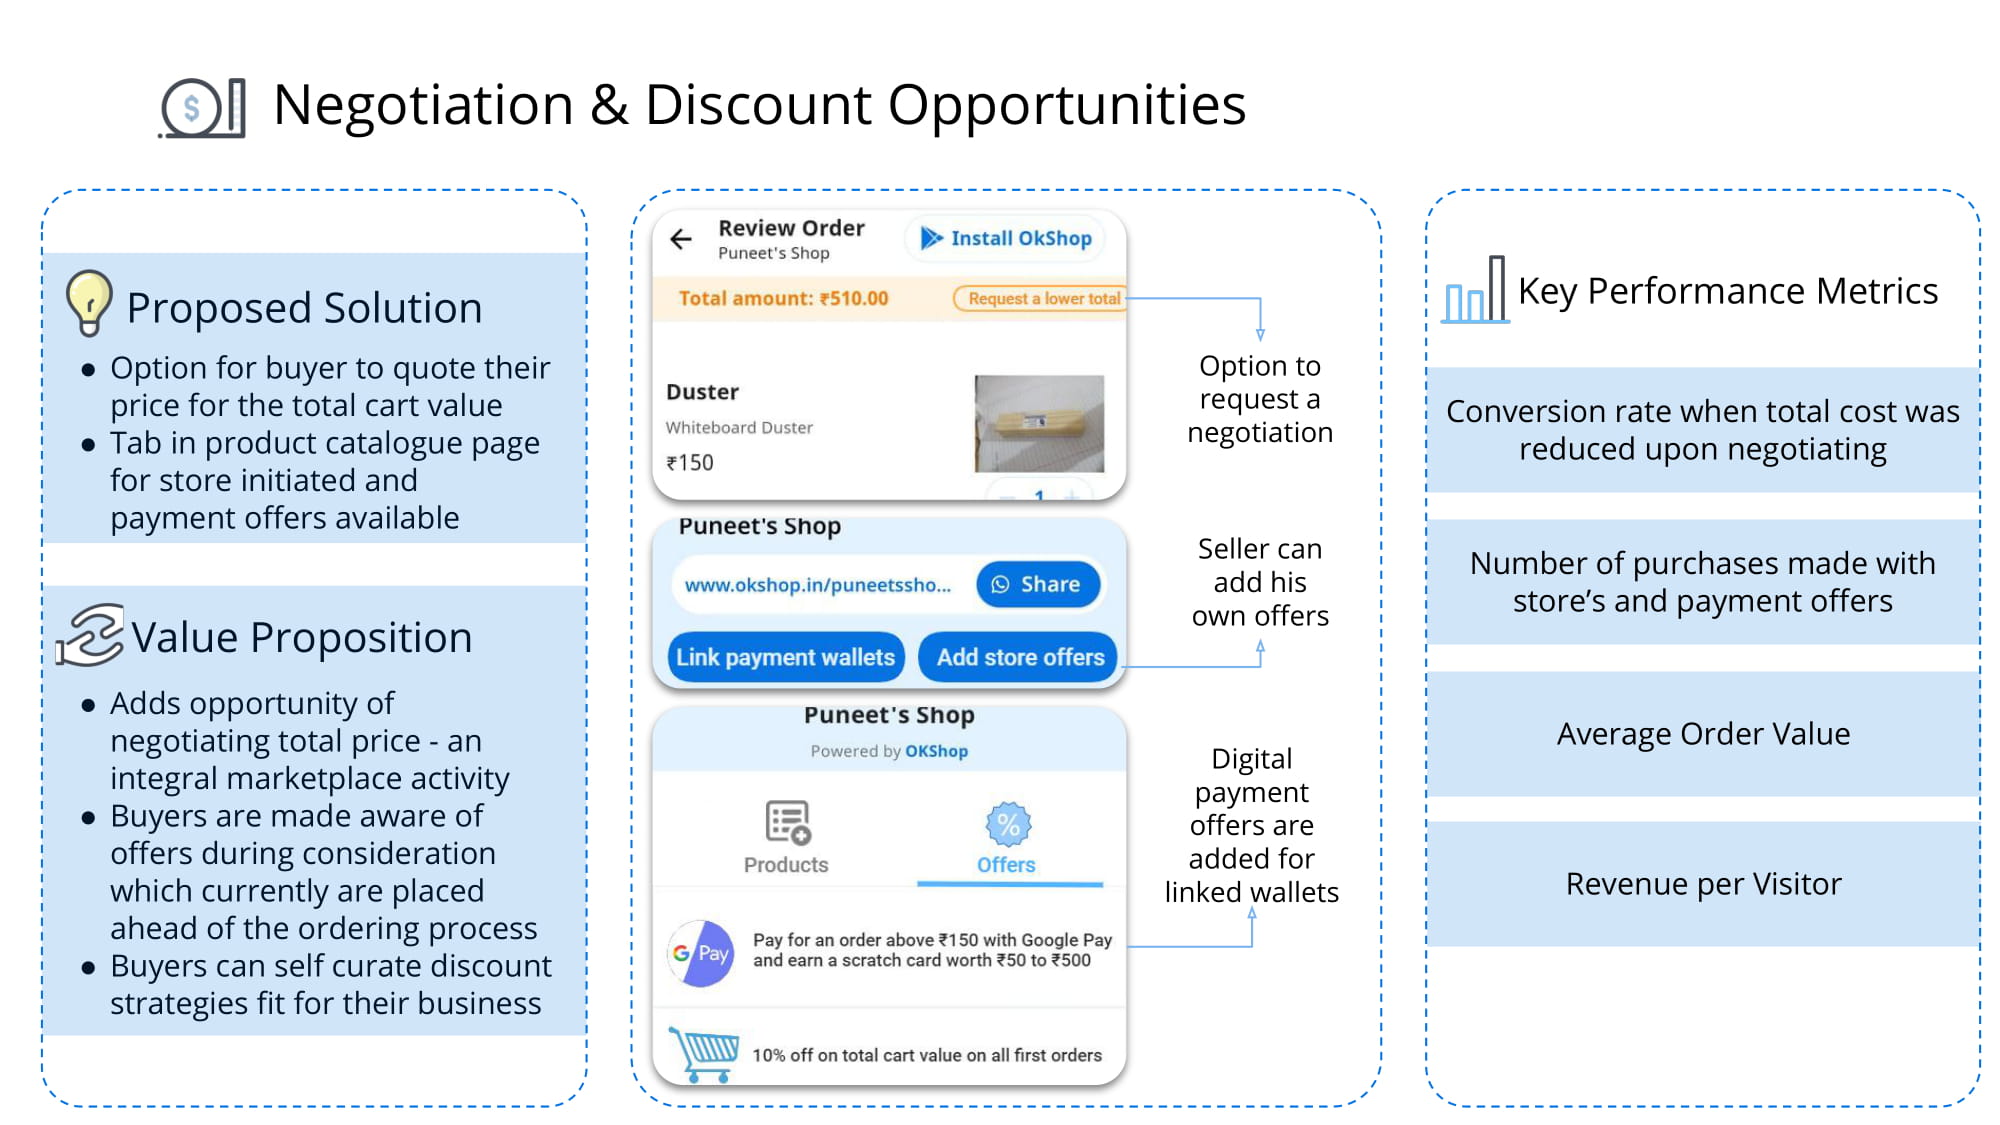 Negotiation & Discount Opportunities
Proposed Solution
● Option for buyer to quote their
price for the total cart value
● Tab in product catalogue page
for store initiated and
payment offers available
Value Proposition
● Adds opportunity of
negotiating total price - an
integral marketplace activity
● Buyers are made aware of
offers during consideration
which currently are placed
ahead of the ordering process
● Buyers can self curate discount
strategies fit for their business
Review Order
Puneet's Shop
Install OkShop
Total amount: ₹510.00
Request a lower total
Duster
Whiteboard Duster
₹150
1
Option to
request a
negotiation
Puneet's Shop
www.okshop.in/puneetssho...
Share
Link payment wallets
Add store offers
Seller can
add his
own offers
Puneet's Shop
Powered by OKShop
Products
Offers
G Pay
Pay for an order above ₹150 with Google Pay
and earn a scratch card worth ₹50 to ₹500
10% off on total cart value on all first orders
Digital
payment
offers are
added for
linked wallets
Key Performance Metrics
Conversion rate when total cost was
reduced upon negotiating
Number of purchases made with
store’s and payment offers
Average Order Value
Revenue per Visitor